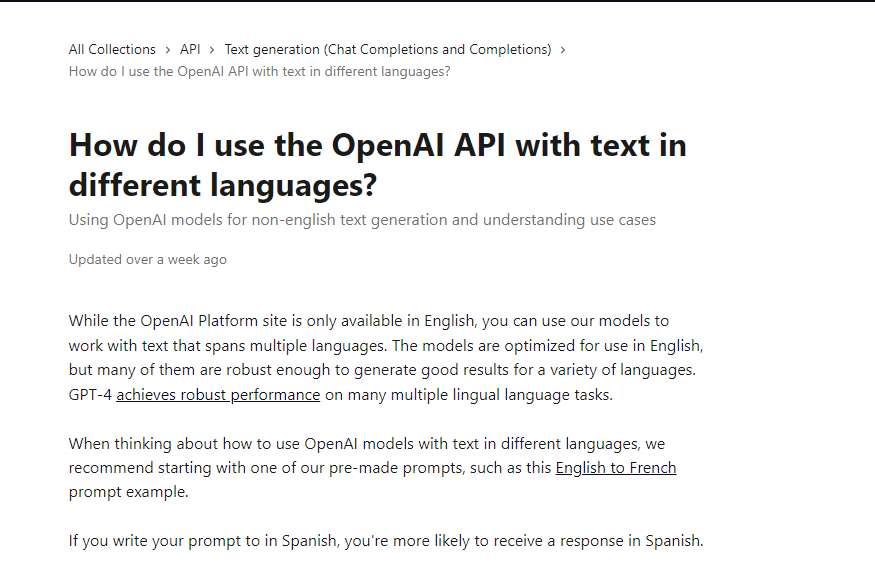 All Collections > API > Text generation (Chat Completions and Completions) >
How do I use the OpenAI API with text in different languages?
How do I use the OpenAI API with text in
different languages?
Using OpenAI models for non-english text generation and understanding use cases
Updated over a week ago
While the OpenAI Platform site is only available in English, you can use our models to
work with text that spans multiple languages. The models are optimized for use in English,
but many of them are robust enough to generate good results for a variety of languages.
GPT-4 achieves robust performance on many multiple lingual language tasks.
When thinking about how to use OpenAI models with text in different languages, we
recommend starting with one of our pre-made prompts, such as this English to French
prompt example.
If you write your prompt to in Spanish, you're more likely to receive a response in Spanish.